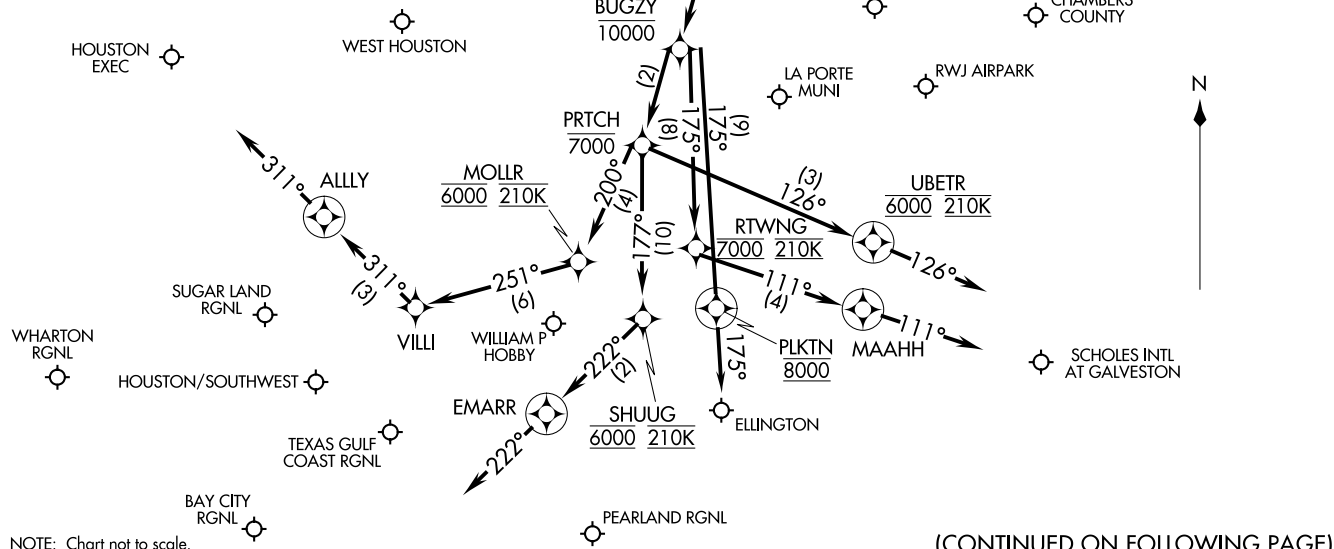 BUGZY
10000
CHAMBERS
COUNTY
HOUSTON
EXEC
WEST HOUSTON
LA PORTE
MUNI
RWJ AIRPARK
N
(2)
(8)
175°
175°
(9)
PRTCH
7000
311°
ALLLY
MOLLR
6000 210K
200°
(4)
177°
(10)
(3)
126°
UBETR
6000 210K
RTWNG
7000 210K
126°
311°
(3)
251°
(6)
111°
(4)
SUGAR LAND
RGNL
VILLI
WILLIAM P
HOBBY
MAAHH
111°
PLKTN
8000
175°
WHARTON
RGNL
HOUSTON/SOUTHWEST
222°
(2)
SCHOLES INTL
AT GALVESTON
EMARR
SHUUG
6000 210K
ELLINGTON
TEXAS GULF
COAST RGNL
222°
BAY CITY
RGNL
PEARLAND RGNL
NOTE: Chart not to scale.
(CONTINUED ON FOLLOWING PAGE)